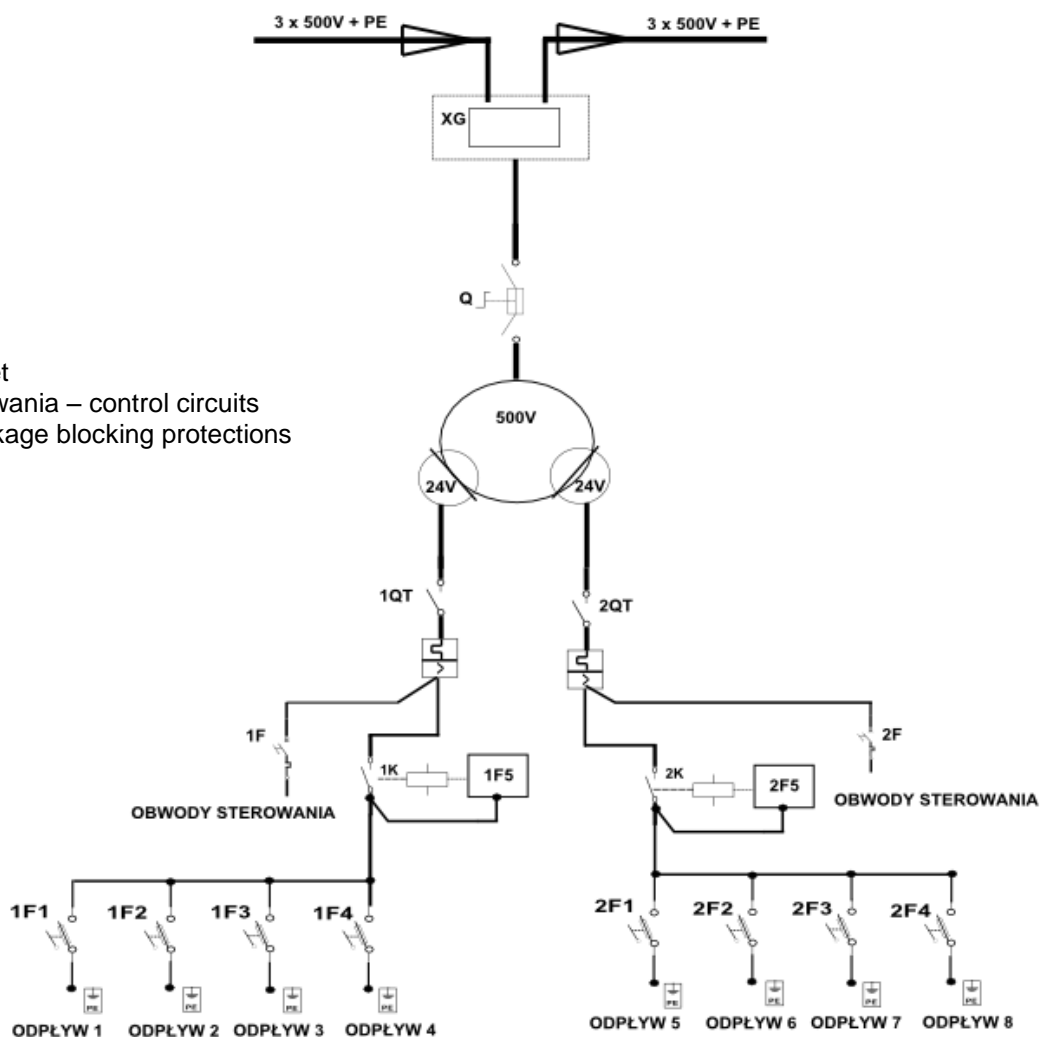 3 x 500V + PE
3 x 500V + PE
XG
Q
et
wania – control circuits
kage blocking protections
500V
24V
24V
1QT
2QT
1F
2F
1K
1F5
2K
2F5
OBWODY STEROWANIA
OBWODY STEROWANIA
1F1
1F2
1F3
1F4
2F1
2F2
2F3
2F4
PE
PE
PE
PE
PE
PE
PE
PE
ODPŁYW 1
ODPŁYW 2
ODPŁYW 3
ODPŁYW 4
ODPŁYW 5
ODPŁYW 6
ODPŁYW 7
ODPŁYW 8